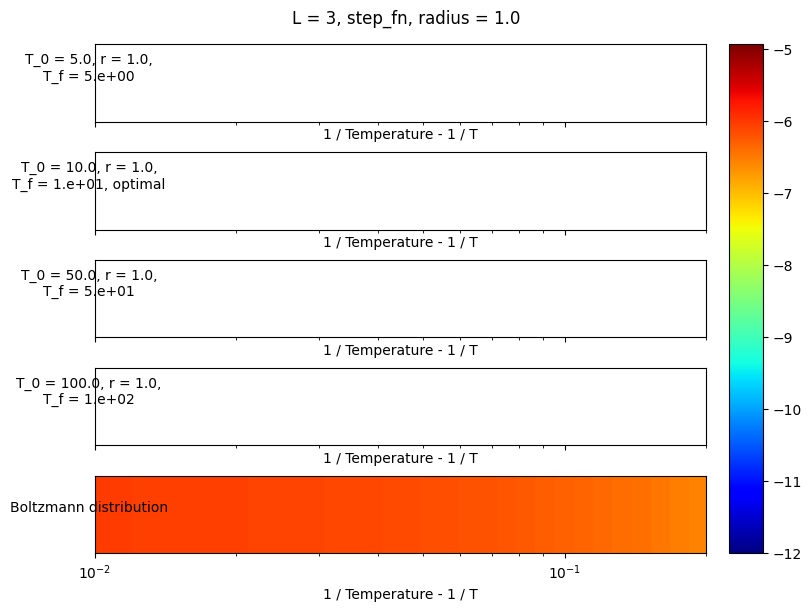 L = 3, step_fn, radius = 1.0
T_0 = 5.0, r = 1.0,
T_f = 5.e+00
1 / Temperature - 1 / T
T_0 = 10.0, r = 1.0,
T_f = 1.e+01, optimal
1 / Temperature - 1 / T
T_0 = 50.0, r = 1.0,
T_f = 5.e+01
1 / Temperature - 1 / T
T_0 = 100.0, r = 1.0,
T_f = 1.e+02
1 / Temperature - 1 / T
Boltzmann distribution
10⁻² 10⁻¹
1 / Temperature - 1 / T
−5
−6
−7
−8
−9
−10
−11
−12